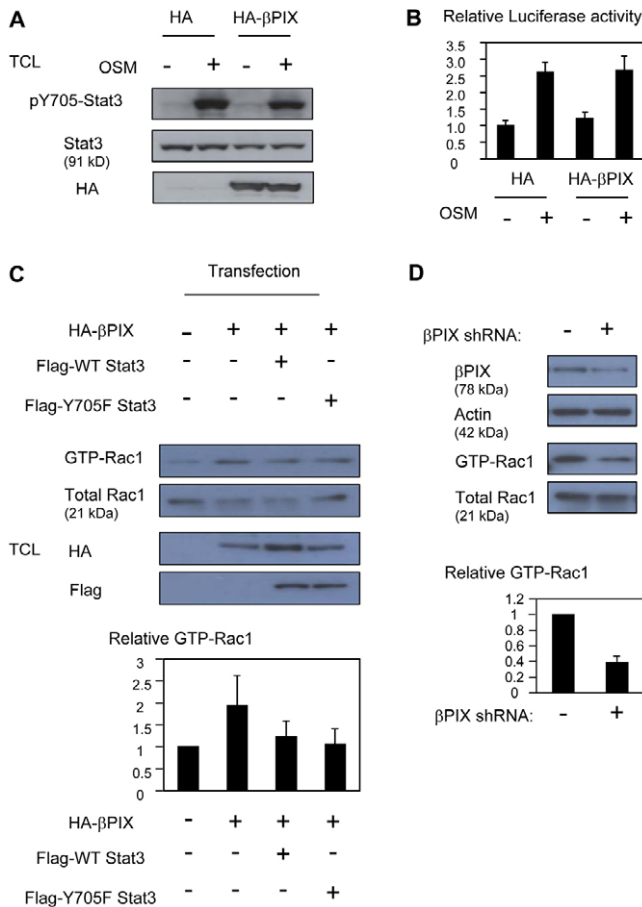 A
HA HA-βPIX
TCL OSM - + - +
pY705-Stat3
Stat3
(91 kD)
HA
B
Relative Luciferase activity
3.5
3.0
2.5
2.0
1.5
1.0
0
HA HA-βPIX
OSM - + - +
C
Transfection
HA-βPIX - + + +
Flag-WT Stat3 - - + -
Flag-Y705F Stat3 - - - +
GTP-Rac1
Total Rac1
(21 kDa)
TCL HA
Flag
Relative GTP-Rac1
3
2.5
2
1.5
1
0.5
0
HA-βPIX - + + +
Flag-WT Stat3 - - + -
Flag-Y705F Stat3 - - - +
D
βPIX shRNA: - +
βPIX
(78 kDa)
Actin
(42 kDa)
GTP-Rac1
Total Rac1
(21 kDa)
Relative GTP-Rac1
1.2
1
0.8
0.6
0.4
0.2
0
βPIX shRNA: - +